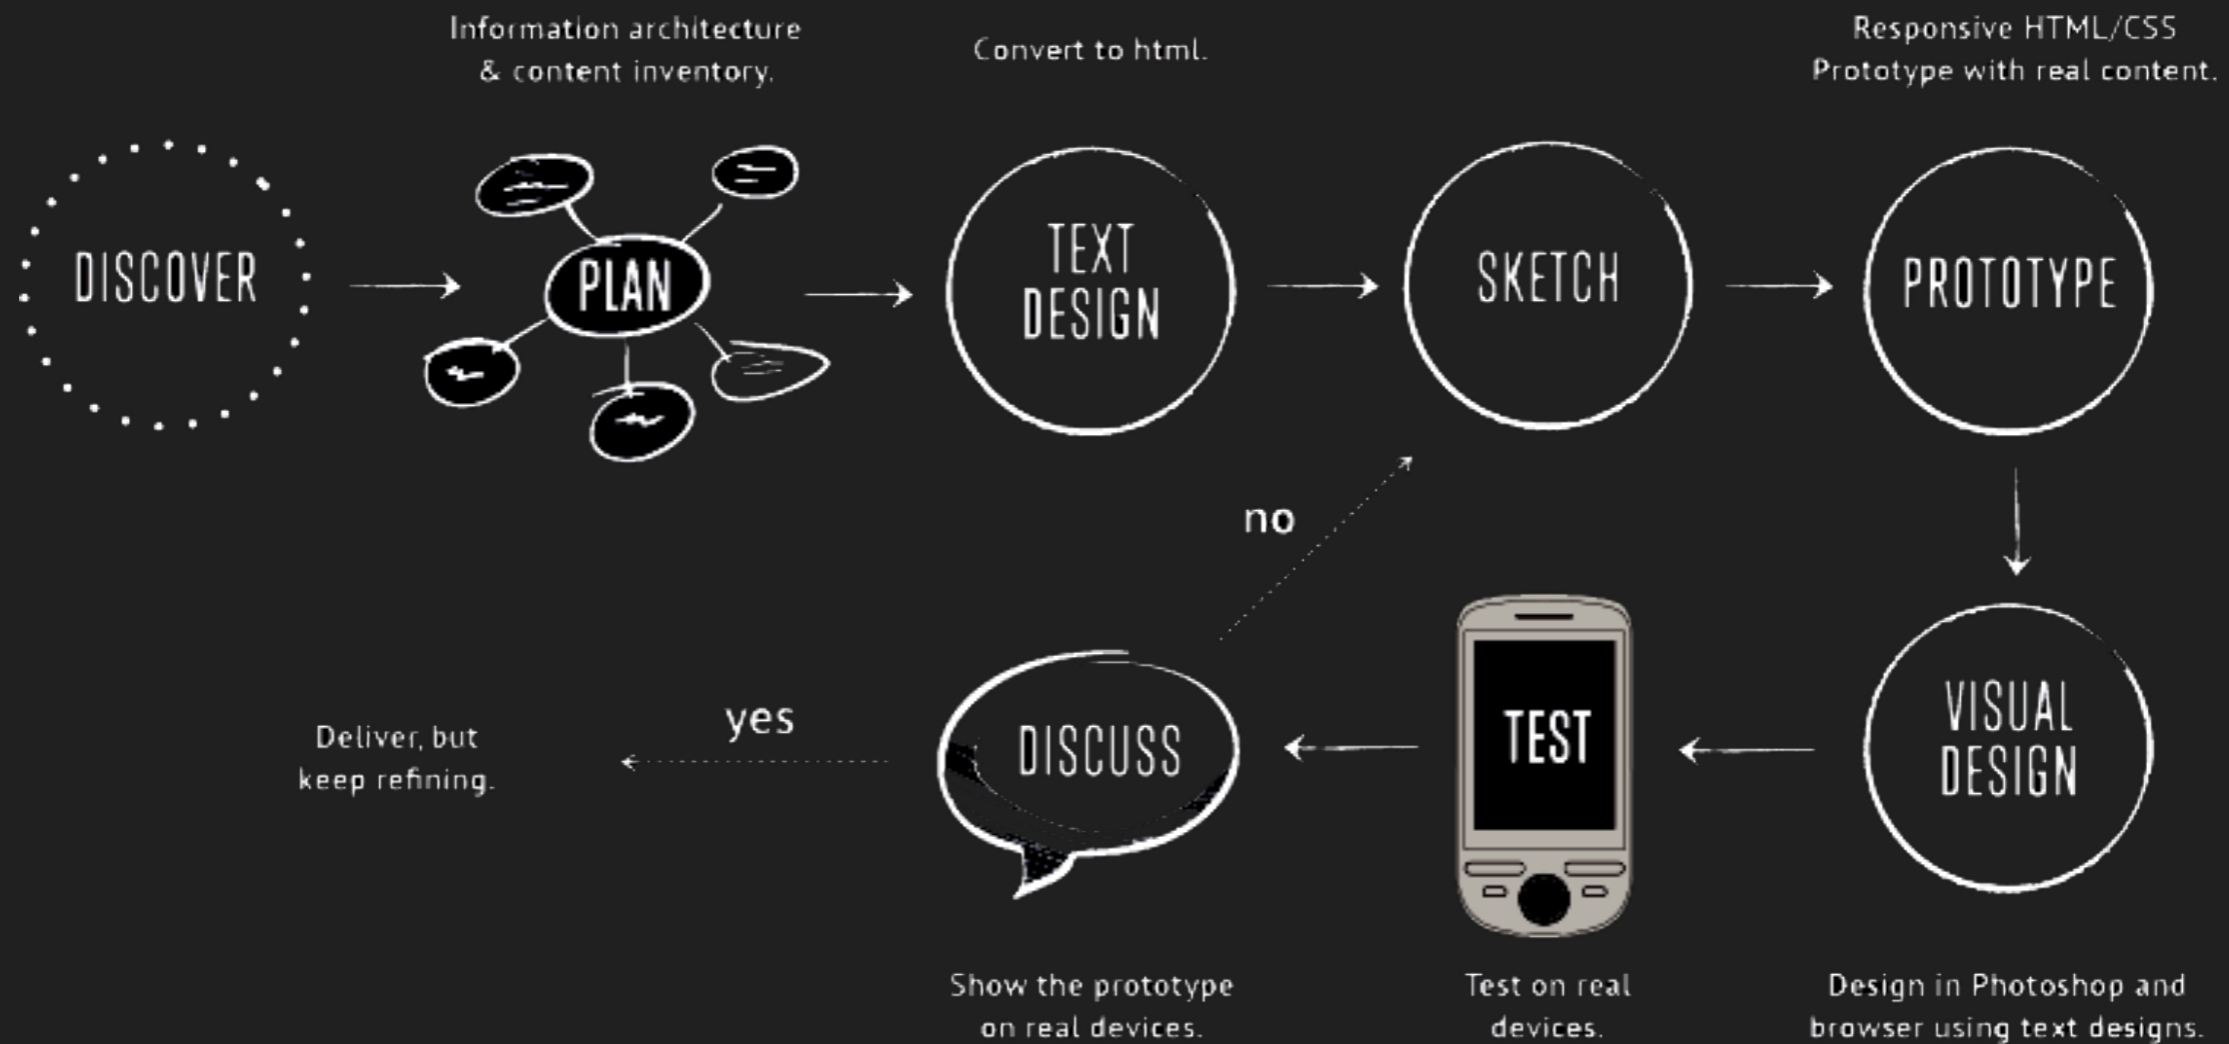 Information architecture
& content inventory.
Convert to html.
Responsive HTML/CSS
Prototype with real content.
DISCOVER
PLAN
TEXT
DESIGN
SKETCH
PROTOTYPE
no
yes
Deliver, but
keep refining.
DISCUSS
TEST
VISUAL
DESIGN
Show the prototype
on real devices.
Test on real
devices.
Design in Photoshop and
browser using text designs.